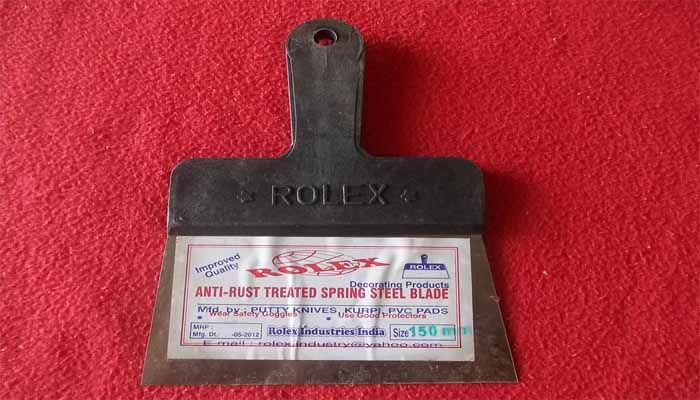 ROLEX
Improved
Quality
ROLEX
ROLEX
Decorating Products
ANTI-RUST TREATED SPRING STEEL BLADE
Mfg. by : PUTTY KNIVES, KURPI, PVC PADS
• Wear Safety Goggles • Use Good Protectors
MRP :
Mfg. Dt. -05-2012
Rolex Industries India
Size 150 mm
E-mail : rolex.industry@yahoo.com